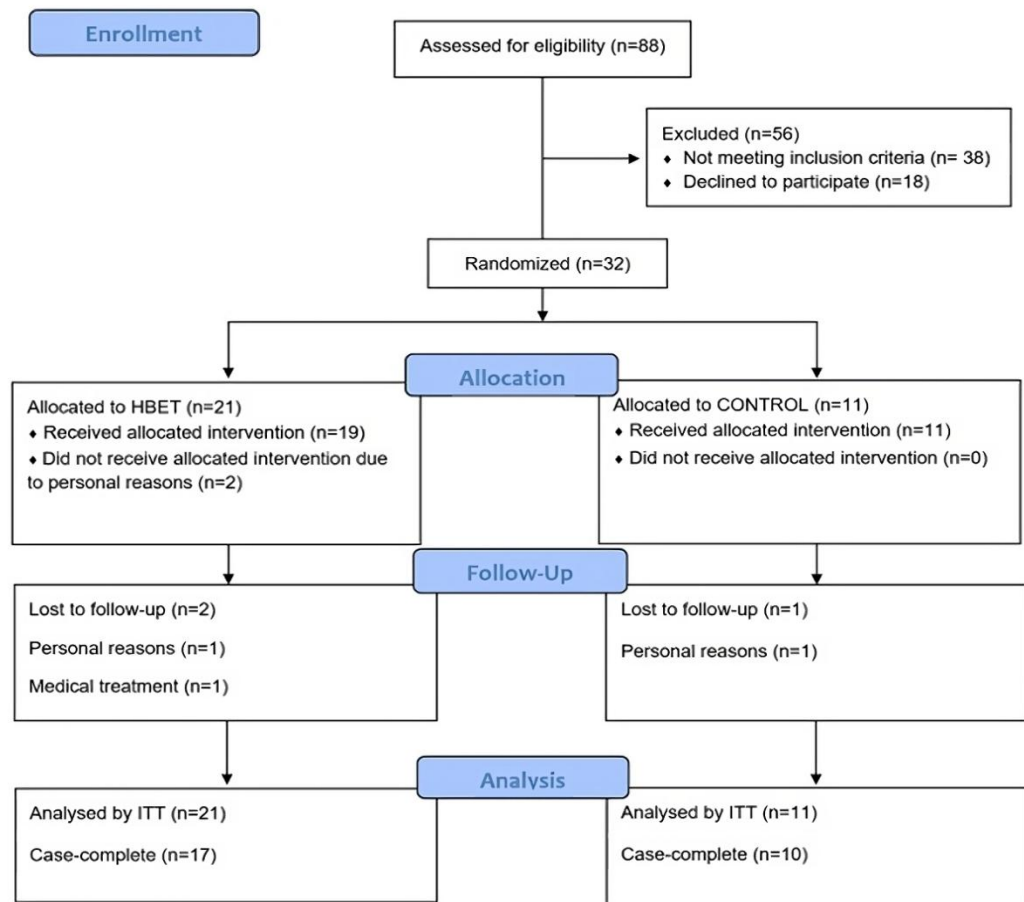 Enrollment
Assessed for eligibility (n=88)
Excluded (n=56)
♦ Not meeting inclusion criteria (n= 38)
♦ Declined to participate (n=18)
Randomized (n=32)
Allocation
Allocated to HBET (n=21)
♦ Received allocated intervention (n=19)
♦ Did not receive allocated intervention due
to personal reasons (n=2)
Allocated to CONTROL (n=11)
♦ Received allocated intervention (n=11)
♦ Did not receive allocated intervention (n=0)
Follow-Up
Lost to follow-up (n=2)
Personal reasons (n=1)
Medical treatment (n=1)
Lost to follow-up (n=1)
Personal reasons (n=1)
Analysis
Analysed by ITT (n=21)
Case-complete (n=17)
Analysed by ITT (n=11)
Case-complete (n=10)